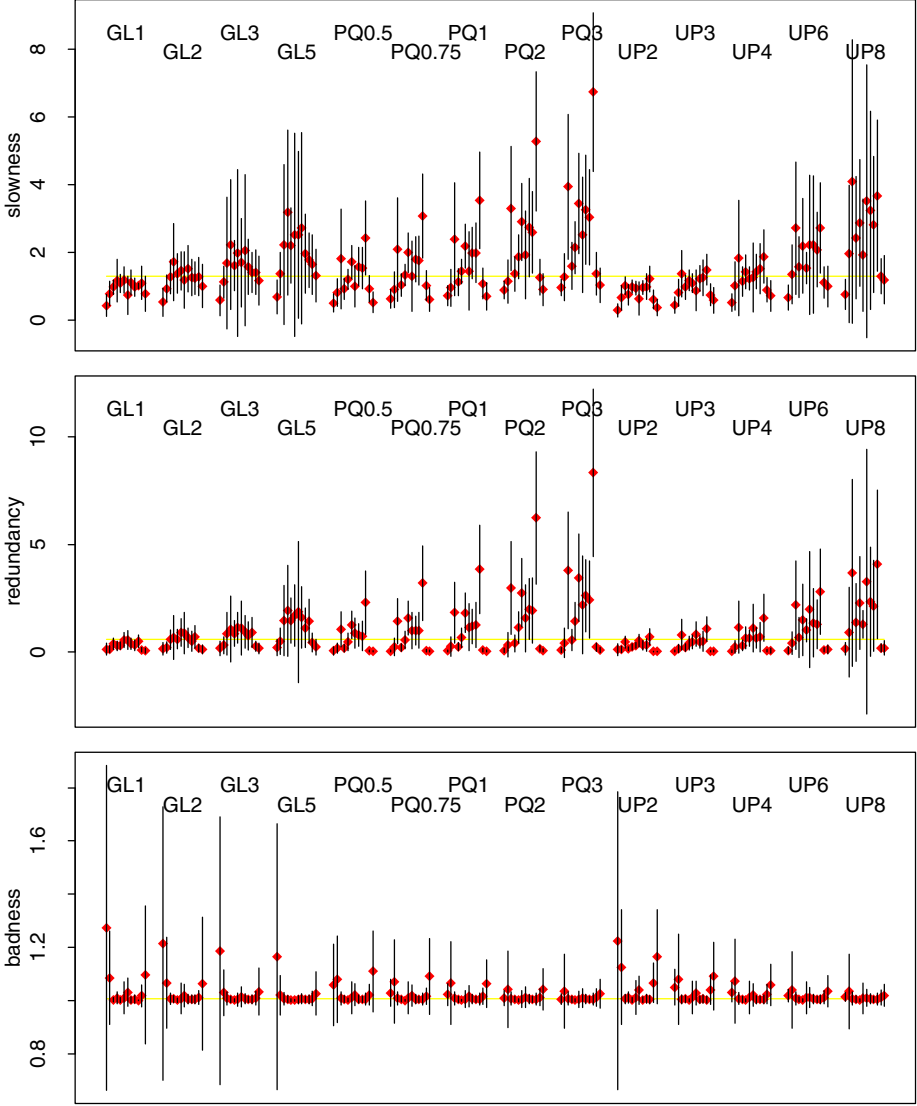 GL1 GL3 PQ0.5 PQ1 PQ3 UP3 UP6
GL2 GL5 PQ0.75 PQ2 UP2 UP4 UP8
8
6
4
2
0
slowness
GL1 GL3 PQ0.5 PQ1 PQ3 UP3 UP6
GL2 GL5 PQ0.75 PQ2 UP2 UP4 UP8
10
5
0
redundancy
GL1 GL3 PQ0.5 PQ1 PQ3 UP3 UP6
GL2 GL5 PQ0.75 PQ2 UP2 UP4 UP8
1.6
1.2
0.8
badness